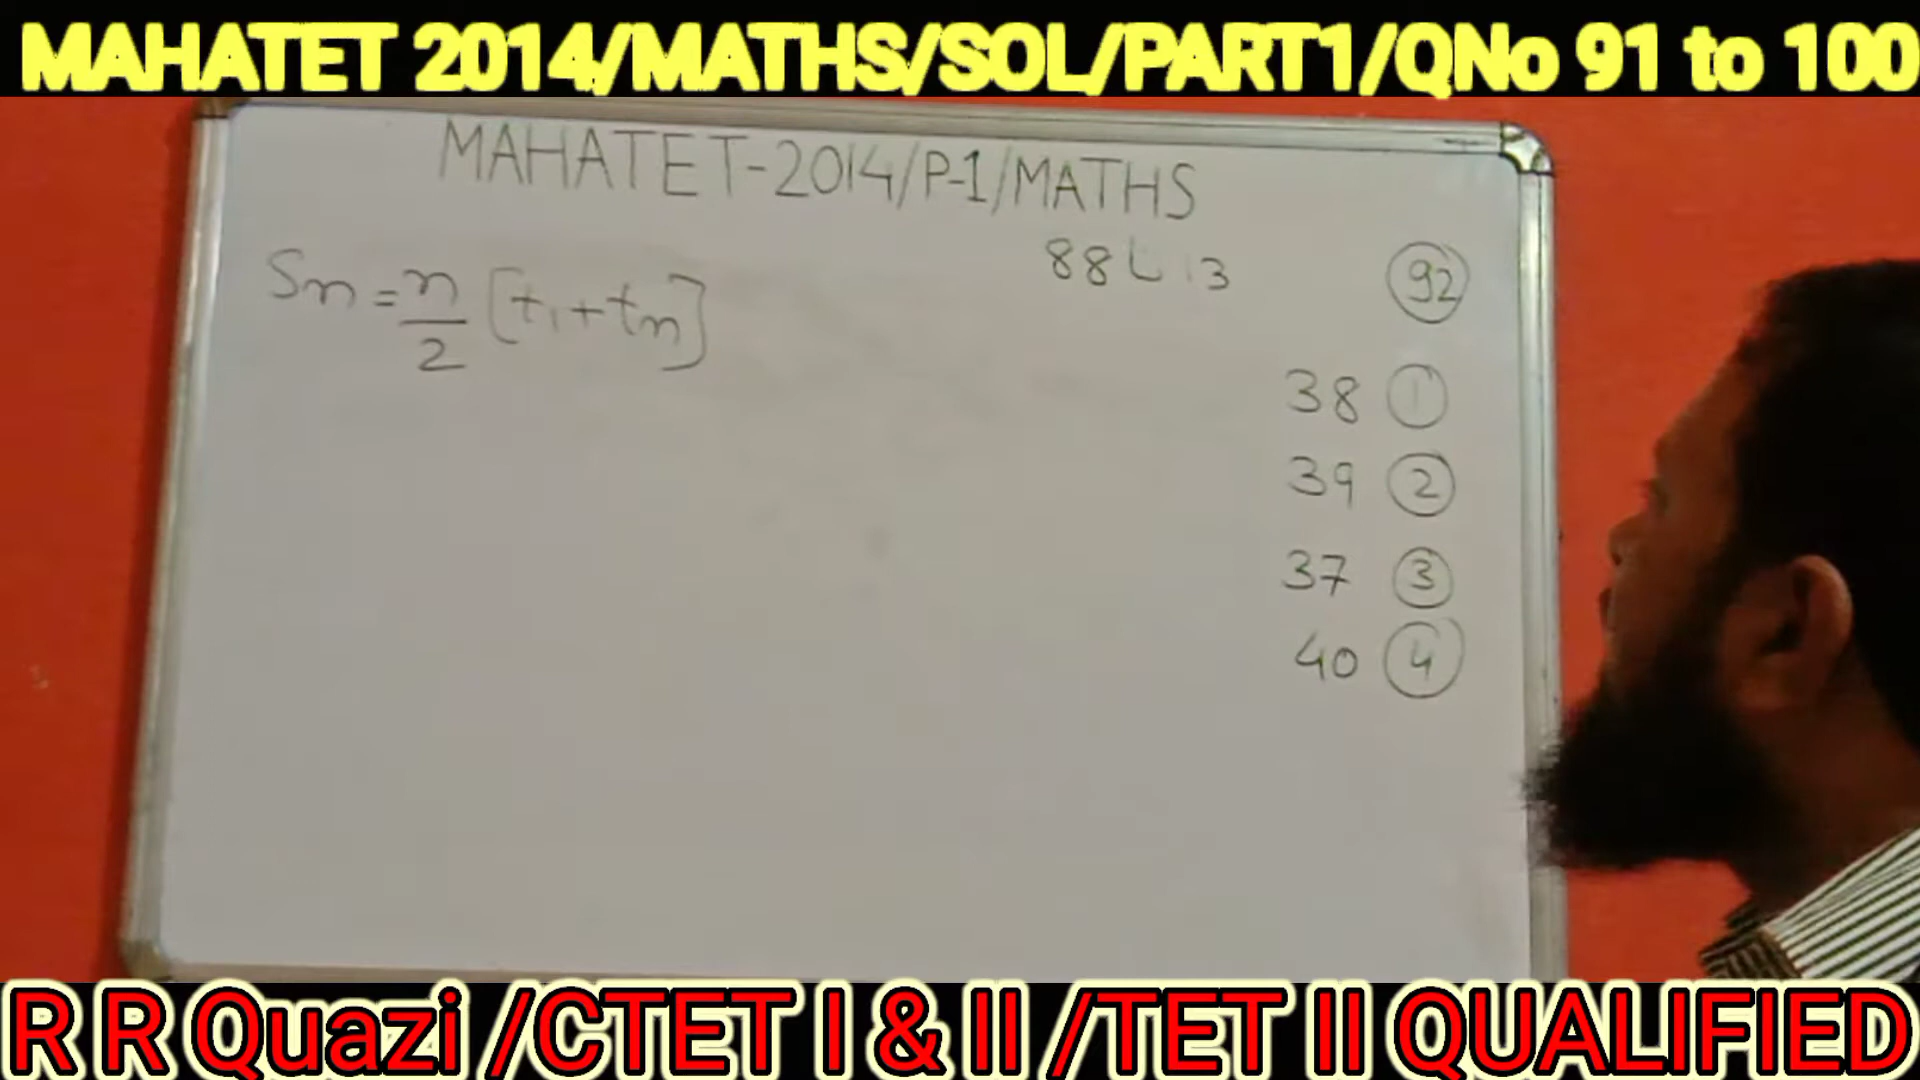 MAHATET 2014/MATHS/SOL/PART1/QNo 91 to 100
MAHATET-2014/P-1/MATHS
88 L 13 92
Sn = n/2 [t1 + tn]
38 1
39 2
37 3
40 4
R R Quazi /CTET I & II /TET II QUALIFIED